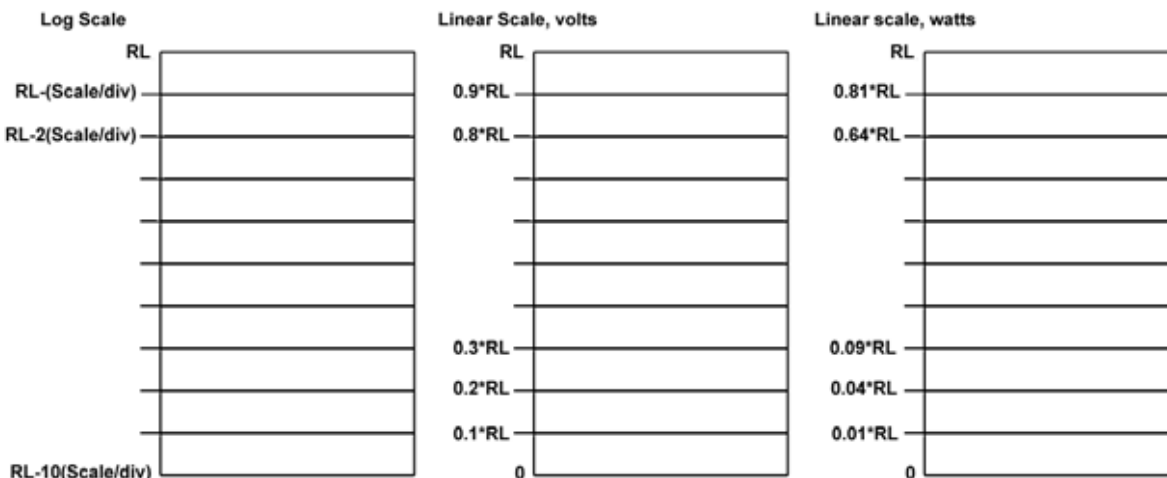 Log Scale
RL
RL-(Scale/div)
RL-2(Scale/div)
RL-10(Scale/div)
Linear Scale, volts
RL
0.9*RL
0.8*RL
0.3*RL
0.2*RL
0.1*RL
0
Linear scale, watts
RL
0.81*RL
0.64*RL
0.09*RL
0.04*RL
0.01*RL
0